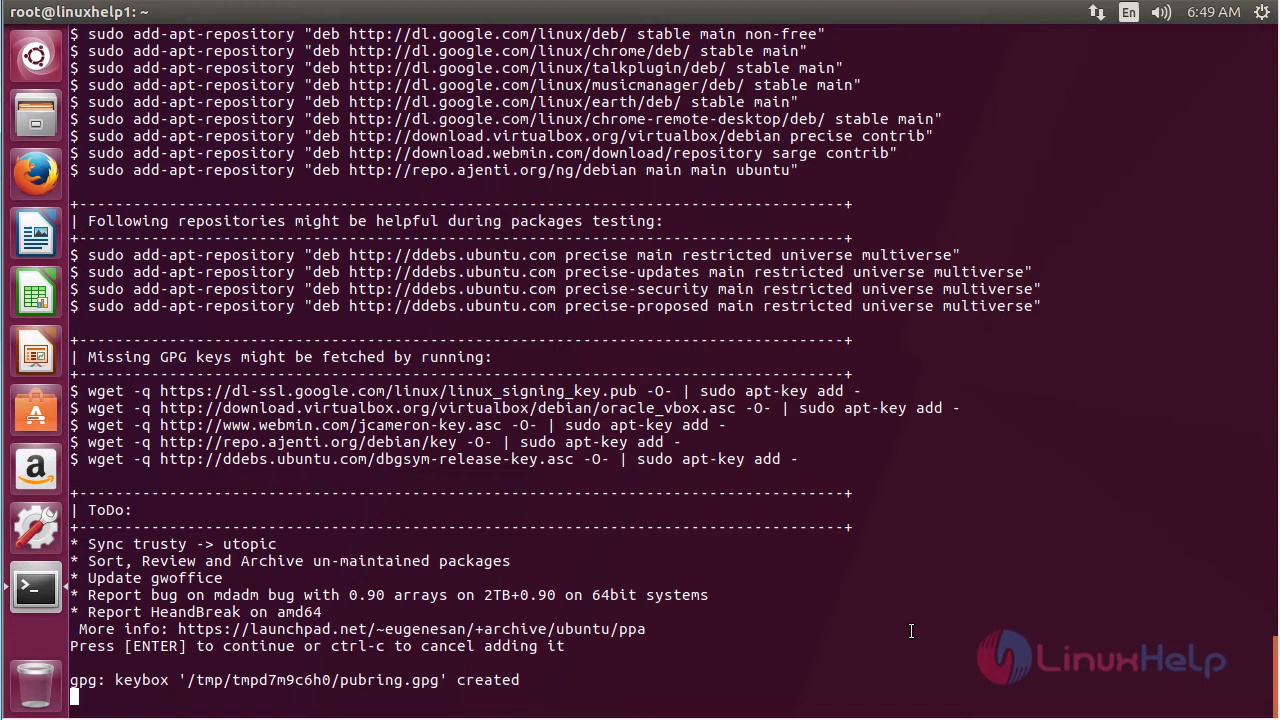 root@linuxhelp1: ~
En
6:49 AM
$ sudo add-apt-repository "deb http://dl.google.com/linux/deb/ stable main non-free"
$ sudo add-apt-repository "deb http://dl.google.com/linux/chrome/deb/ stable main"
$ sudo add-apt-repository "deb http://dl.google.com/linux/talkplugin/deb/ stable main"
$ sudo add-apt-repository "deb http://dl.google.com/linux/musicmanager/deb/ stable main"
$ sudo add-apt-repository "deb http://dl.google.com/linux/earth/deb/ stable main"
$ sudo add-apt-repository "deb http://dl.google.com/linux/chrome-remote-desktop/deb/ stable main"
$ sudo add-apt-repository "deb http://download.virtualbox.org/virtualbox/debian precise contrib"
$ sudo add-apt-repository "deb http://download.webmin.com/download/repository sarge contrib"
$ sudo add-apt-repository "deb http://repo.ajenti.org/ng/debian main main ubuntu"
+-------------------------------------------------------------------------------------+
| Following repositories might be helpful during packages testing:
+-------------------------------------------------------------------------------------+
$ sudo add-apt-repository "deb http://ddebs.ubuntu.com precise main restricted universe multiverse"
$ sudo add-apt-repository "deb http://ddebs.ubuntu.com precise-updates main restricted universe multiverse"
$ sudo add-apt-repository "deb http://ddebs.ubuntu.com precise-security main restricted universe multiverse"
$ sudo add-apt-repository "deb http://ddebs.ubuntu.com precise-proposed main restricted universe multiverse"
+-------------------------------------------------------------------------------------+
| Missing GPG keys might be fetched by running:
+-------------------------------------------------------------------------------------+
$ wget -q https://dl-ssl.google.com/linux/linux_signing_key.pub -O- | sudo apt-key add -
$ wget -q http://download.virtualbox.org/virtualbox/debian/oracle_vbox.asc -O- | sudo apt-key add -
$ wget -q http://www.webmin.com/jcameron-key.asc -O- | sudo apt-key add -
$ wget -q http://repo.ajenti.org/debian/key -O- | sudo apt-key add -
$ wget -q http://ddebs.ubuntu.com/dbgsym-release-key.asc -O- | sudo apt-key add -
+-------------------------------------------------------------------------------------+
| ToDo:
+-------------------------------------------------------------------------------------+
* Sync trusty -> utopic
* Sort, Review and Archive un-maintained packages
* Update gwoffice
* Report bug on mdadm bug with 0.90 arrays on 2TB+0.90 on 64bit systems
* Report HeandBreak on amd64
More info: https://launchpad.net/~eugenesan/+archive/ubuntu/ppa
Press [ENTER] to continue or ctrl-c to cancel adding it
gpg: keybox '/tmp/tmpd7m9c6h0/pubring.gpg' created
LinuxHelp